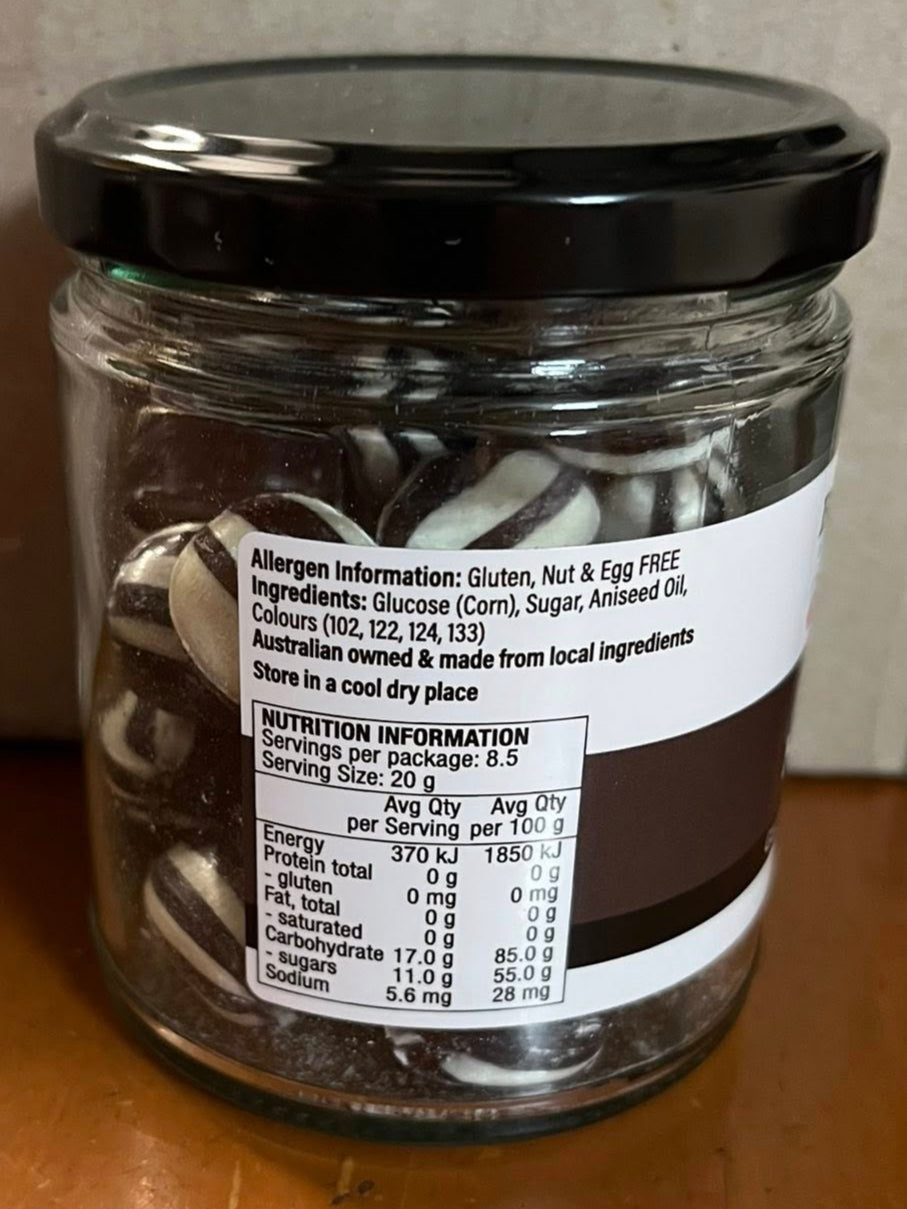 Allergen Information: Gluten, Nut & Egg FREE
Ingredients: Glucose (Corn), Sugar, Aniseed Oil,
Colours (102, 122, 124, 133)
Australian owned & made from local ingredients
Store in a cool dry place
NUTRITION INFORMATION
Servings per package: 8.5
Serving Size: 20 g
Avg Qty Avg Qty
per Serving per 100 g
Energy 370 kJ 1850 kJ
Protein total 0 g 0 g
- gluten 0 mg 0 mg
Fat, total 0 g 0 g
- saturated 0 g 0 g
Carbohydrate 17.0 g 85.0 g
- sugars 11.0 g 55.0 g
Sodium 5.6 mg 28 mg